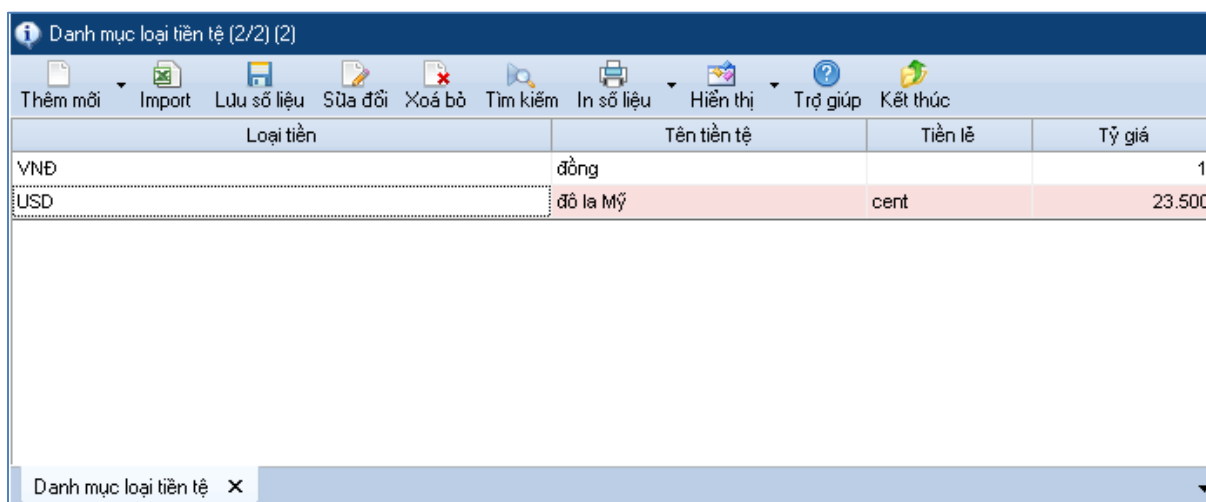 Danh mục loại tiền tệ (2/2) (2)
Thêm mới Import Lưu số liệu Sửa đổi Xoá bỏ Tìm kiếm In số liệu Hiển thị Trợ giúp Kết thúc
Loại tiền Tên tiền tệ Tiền lẻ Tỷ giá
VNĐ đồng 1
USD đô la Mỹ cent 23.500
Danh mục loại tiền tệ X